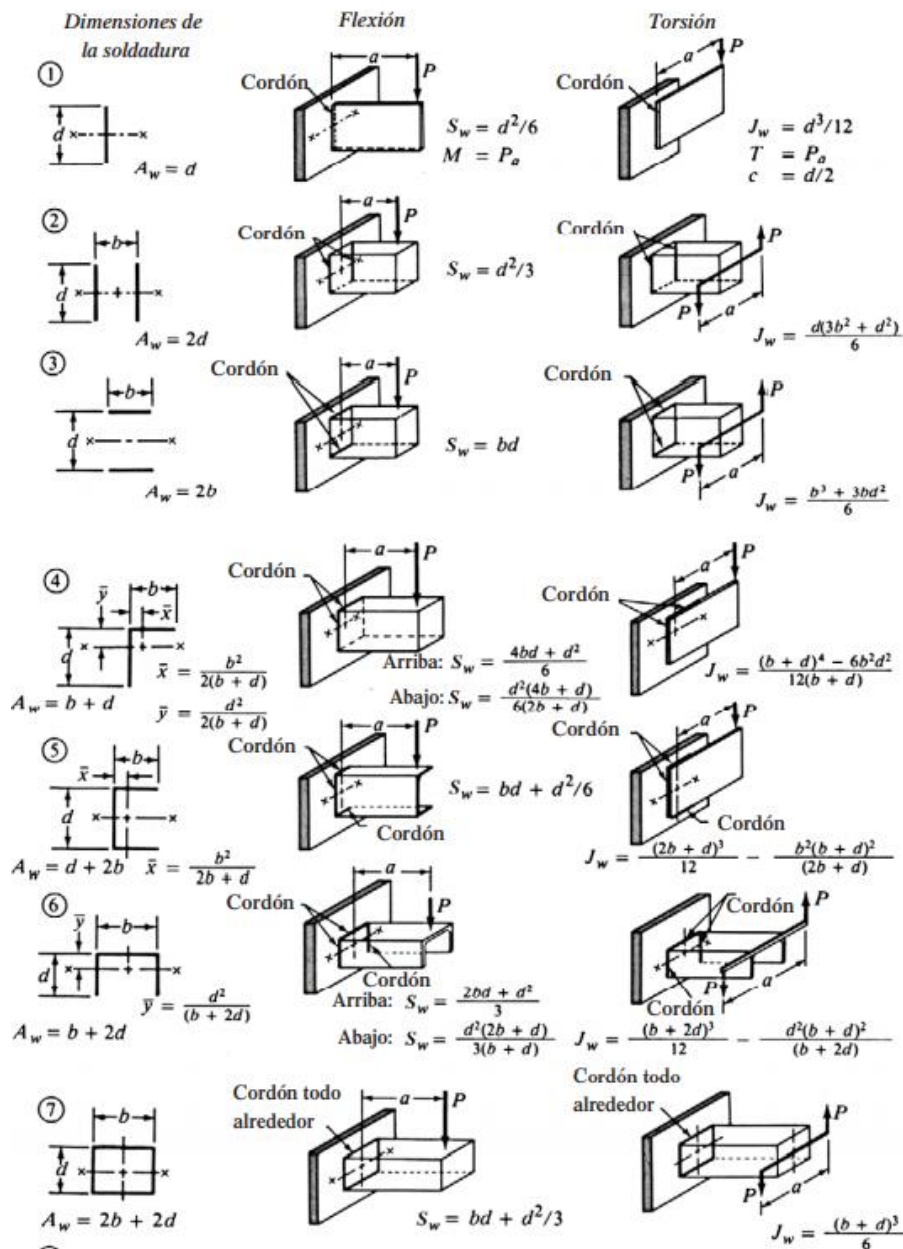 Dimensiones de
la soldadura
Flexión
Torsión
①
d
x
x
A_w = d
Cordón
a
P
S_w = d²/6
M = P_a
Cordón
a
P
J_w = d³/12
T = P_a
c = d/2
②
b
d
x
x
A_w = 2d
Cordón
a
P
S_w = d²/3
Cordón
P
P
a
J_w = d(3b² + d²)/6
③
b
d
x
x
A_w = 2b
Cordón
a
P
S_w = bd
Cordón
P
P
a
J_w = (b³ + 3bd²)/6
④
b
ȳ
x̄
d
A_w = b + d
x̄ = b²/2(b + d)
ȳ = d²/2(b + d)
Cordón
a
P
Arriba: S_w = (4bd + d²)/6
Abajo: S_w = d²(4b + d)/6(2b + d)
Cordón
a
P
J_w = ((b + d)⁴ − 6b²d²)/12(b + d)
⑤
b
x̄
d
x
A_w = d + 2b x̄ = b²/(2b + d)
Cordón
a
P
Cordón
S_w = bd + d²/6
Cordón
a
P
Cordón
J_w = (2b + d)³/12 − b²(b + d)²/(2b + d)
⑥
ȳ
b
d
x
x
ȳ = d²/(b + 2d)
A_w = b + 2d
Cordón
a
P
Cordón
Arriba: S_w = (2bd + d²)/3
Abajo: S_w = d²(2b + d)/3(b + d)
Cordón
P
P
a
Cordón
J_w = (b + 2d)³/12 − d²(b + d)²/(b + 2d)
⑦
b
d
x
x
A_w = 2b + 2d
Cordón todo
alrededor
a
P
S_w = bd + d²/3
Cordón todo
alrededor
P
P
a
J_w = (b + d)³/6